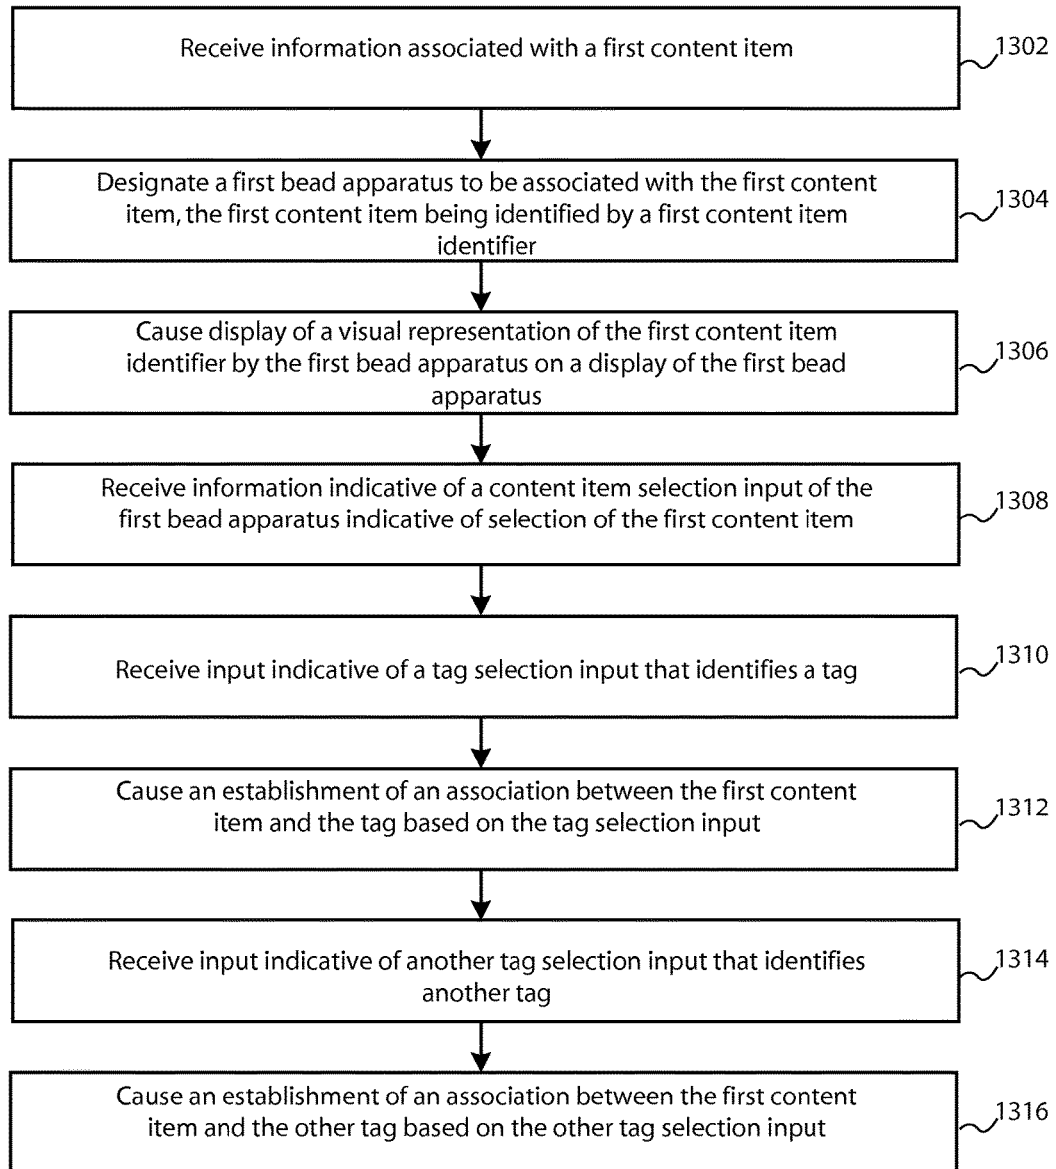 Receive information associated with a first content item
1302
Designate a first bead apparatus to be associated with the first content
item, the first content item being identified by a first content item
identifier
1304
Cause display of a visual representation of the first content item
identifier by the first bead apparatus on a display of the first bead
apparatus
1306
Receive information indicative of a content item selection input of the
first bead apparatus indicative of selection of the first content item
1308
Receive input indicative of a tag selection input that identifies a tag
1310
Cause an establishment of an association between the first content
item and the tag based on the tag selection input
1312
Receive input indicative of another tag selection input that identifies
another tag
1314
Cause an establishment of an association between the first content
item and the other tag based on the other tag selection input
1316